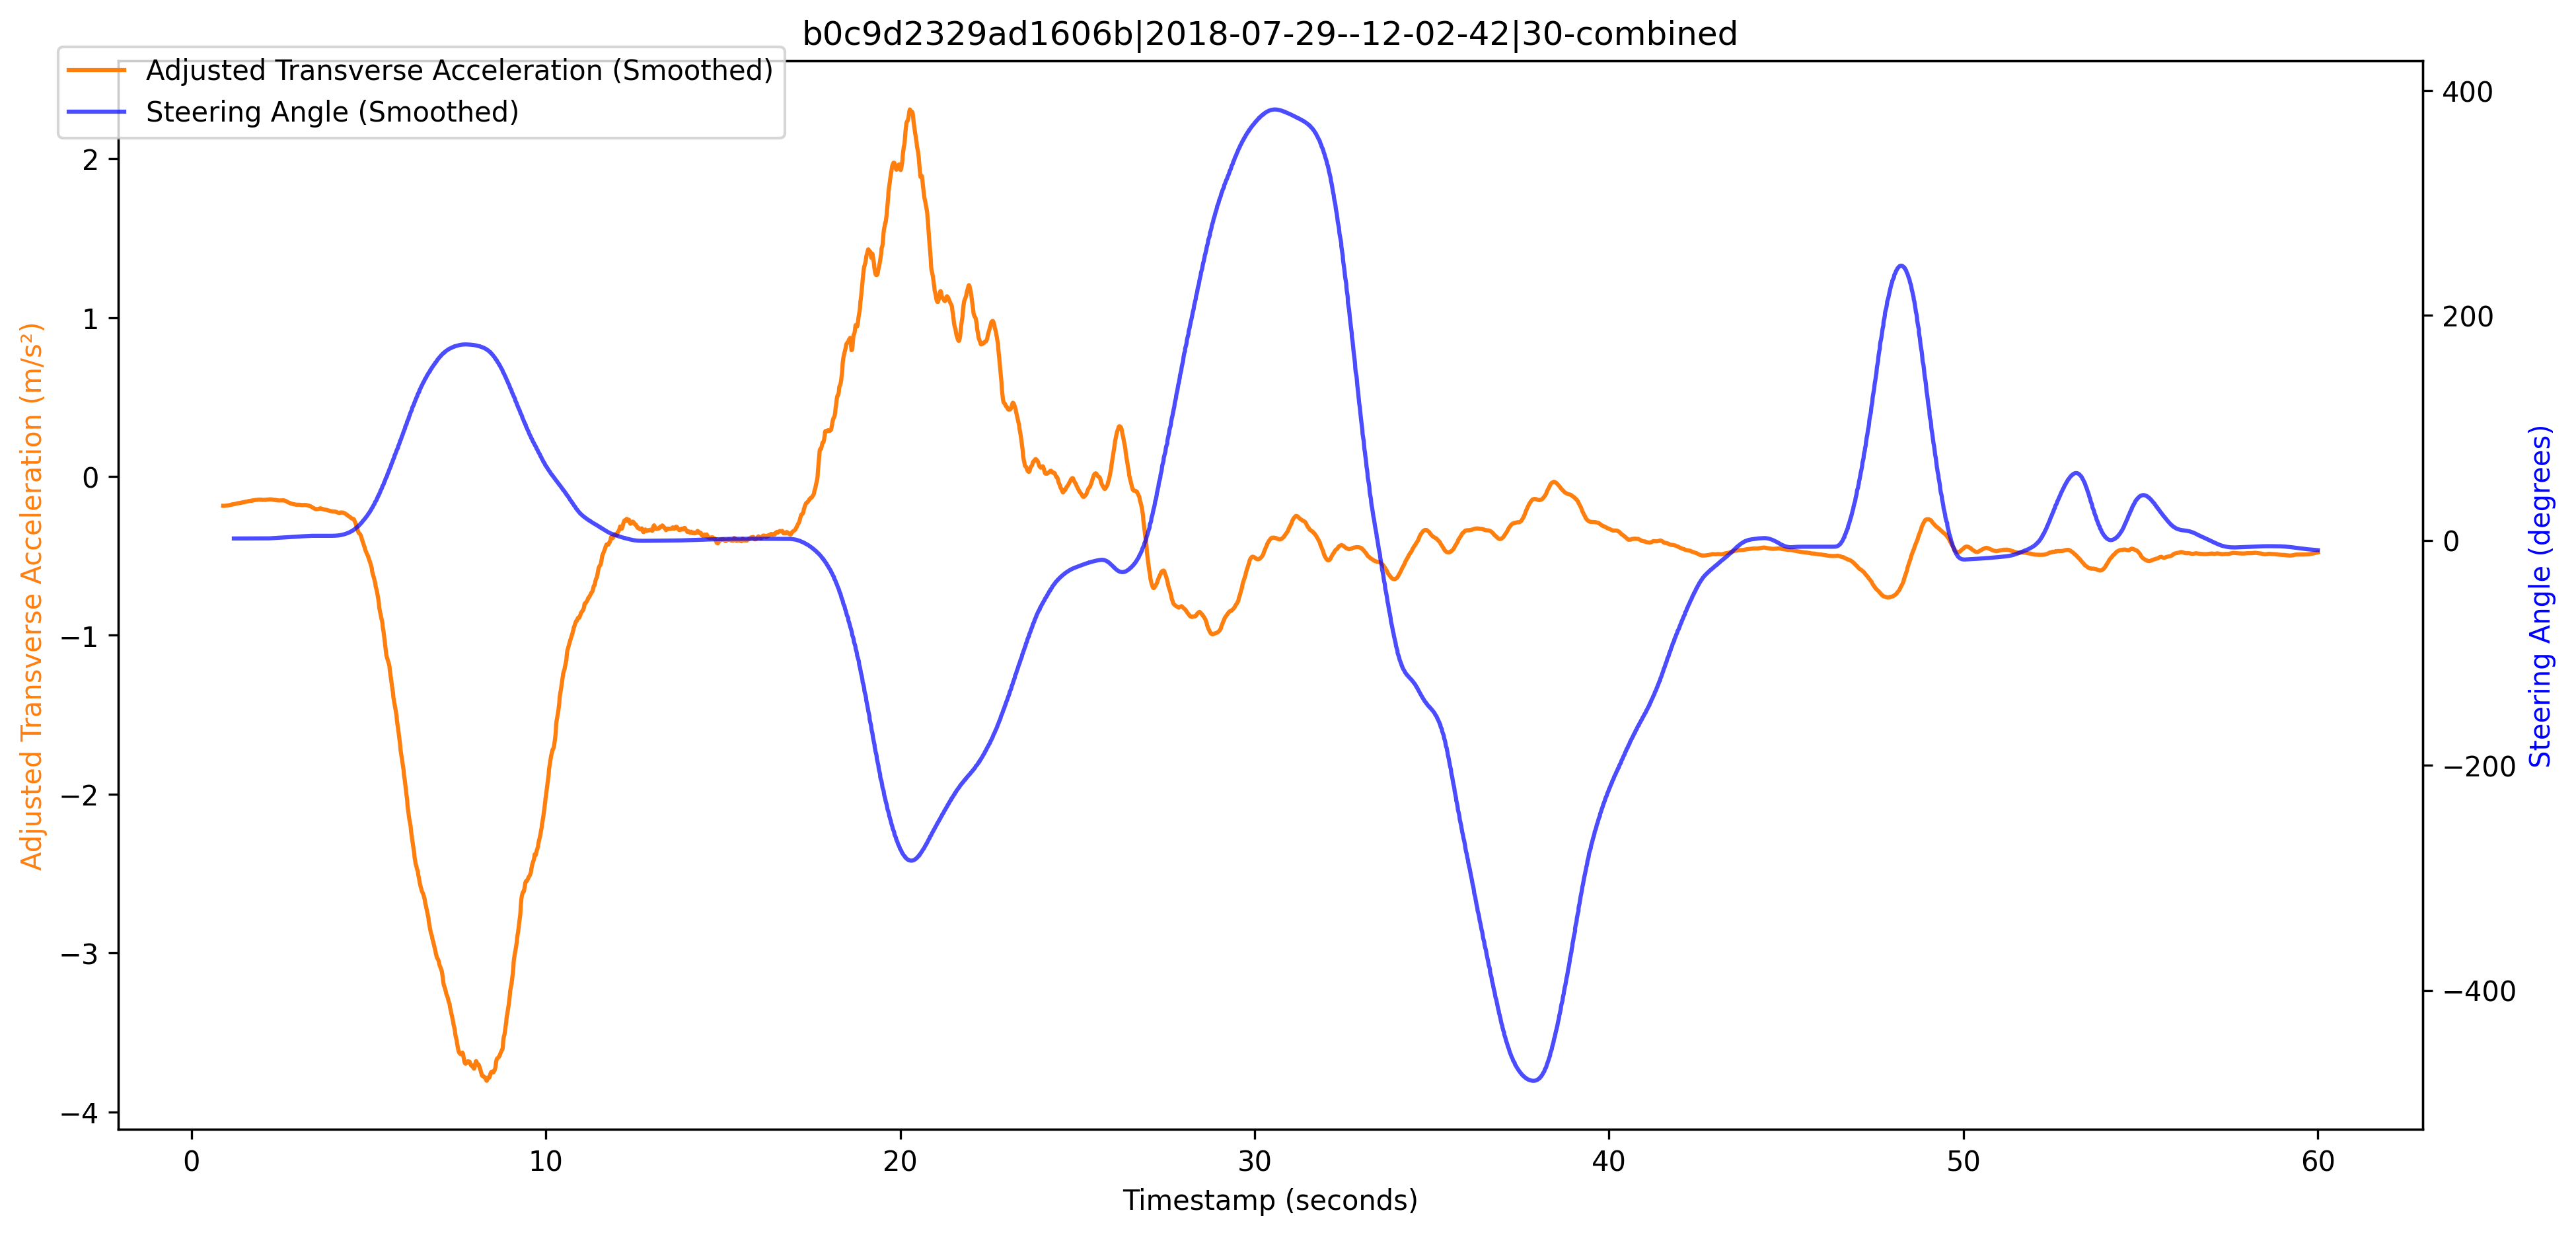 b0c9d2329ad1606b|2018-07-29--12-02-42|30-combined
Adjusted Transverse Acceleration (Smoothed)
Steering Angle (Smoothed)
2
1
0
−1
−2
−3
−4
Adjusted Transverse Acceleration (m/s²)
400
200
0
−200
−400
Steering Angle (degrees)
0 10 20 30 40 50 60
Timestamp (seconds)